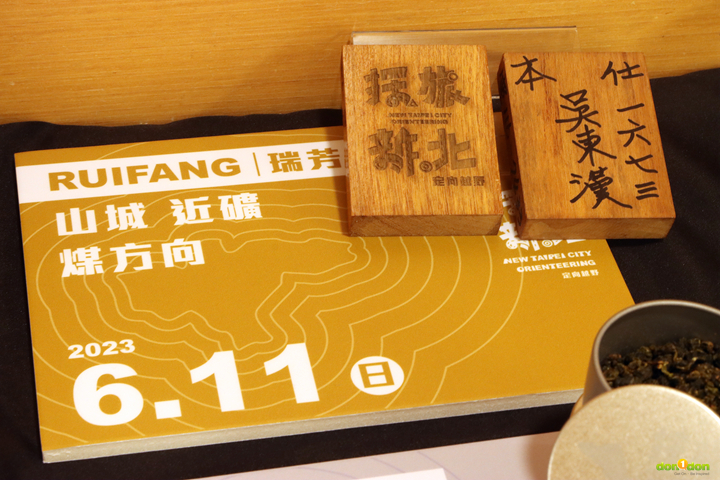 RUIFANG | 瑞芳
山城 近礦
煤方向
2023
6.11 日
新北
NEW TAIPEI CITY
ORIENTEERING
定向越野
探旅
NEW TAIPEI CITY
ORIENTEERING
新北
定向越野
仕一六七三
吳東漢
本